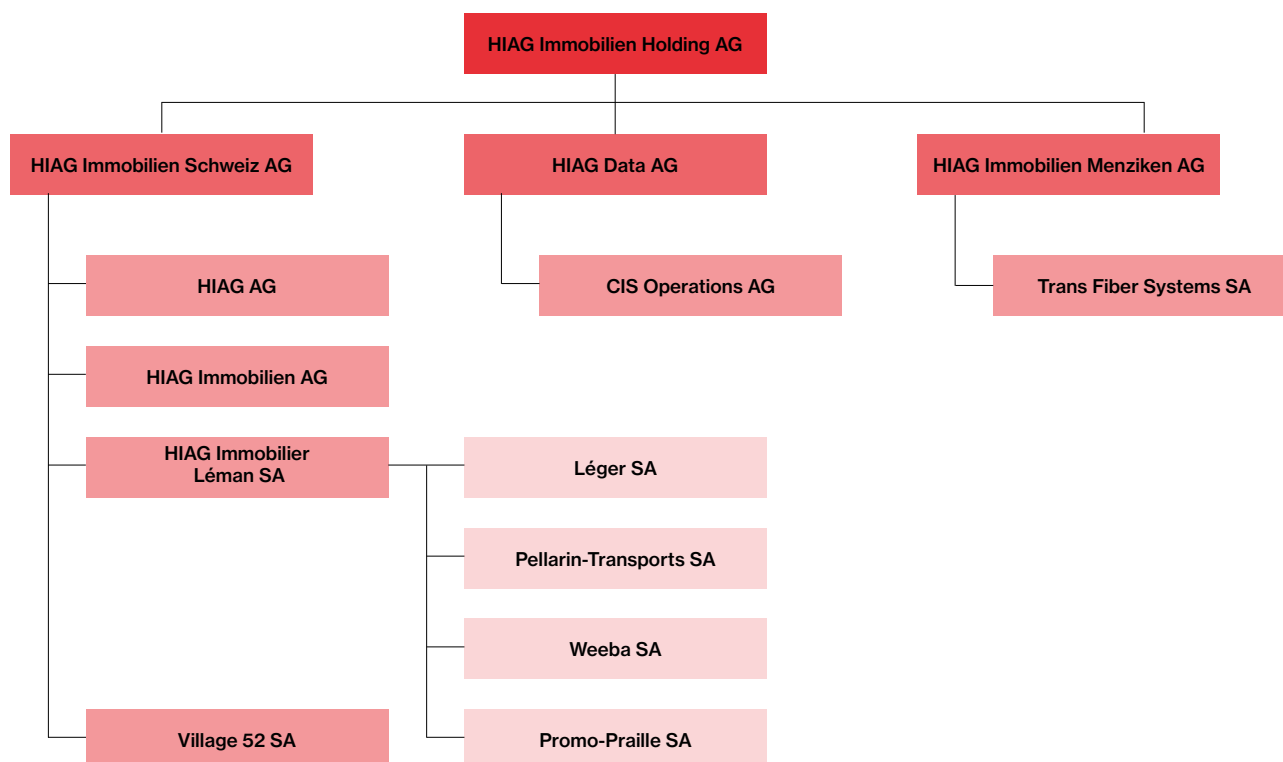 HIAG Immobilien Holding AG
HIAG Immobilien Schweiz AG
HIAG Data AG
HIAG Immobilien Menziken AG
HIAG AG
CIS Operations AG
Trans Fiber Systems SA
HIAG Immobilien AG
HIAG Immobilier
Léman SA
Léger SA
Pellarin-Transports SA
Weeba SA
Village 52 SA
Promo-Praille SA